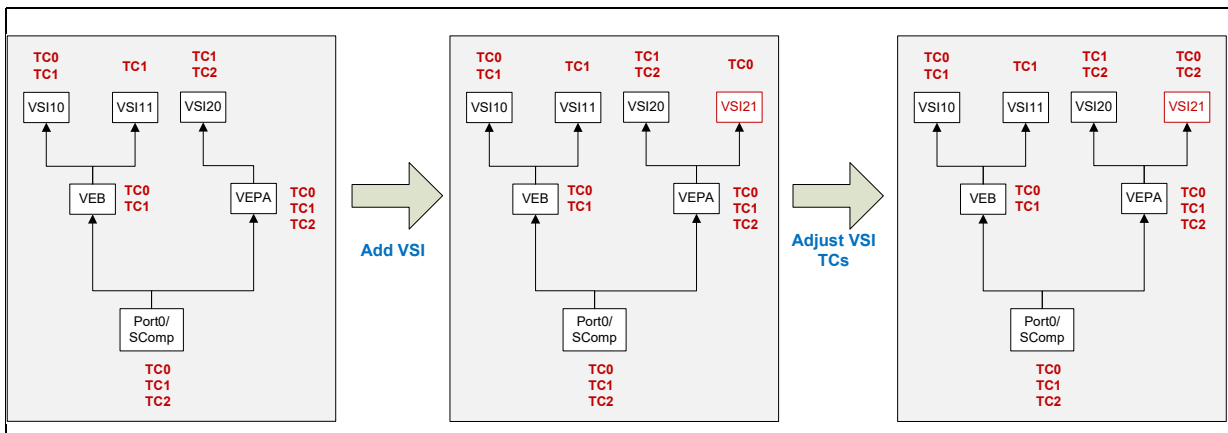 TC0
TC1
TC1
TC1
TC2
VSI10
VSI11
VSI20
VEB
TC0
TC1
VEPA
TC0
TC1
TC2
Port0/
SComp
TC0
TC1
TC2
Add VSI
TC0
TC1
TC1
TC1
TC2
TC0
VSI10
VSI11
VSI20
VSI21
VEB
TC0
TC1
VEPA
TC0
TC1
TC2
Port0/
SComp
TC0
TC1
TC2
Adjust VSI
TCs
TC0
TC1
TC1
TC1
TC2
TC0
TC2
VSI10
VSI11
VSI20
VSI21
VEB
TC0
TC1
VEPA
TC0
TC1
TC2
Port0/
SComp
TC0
TC1
TC2